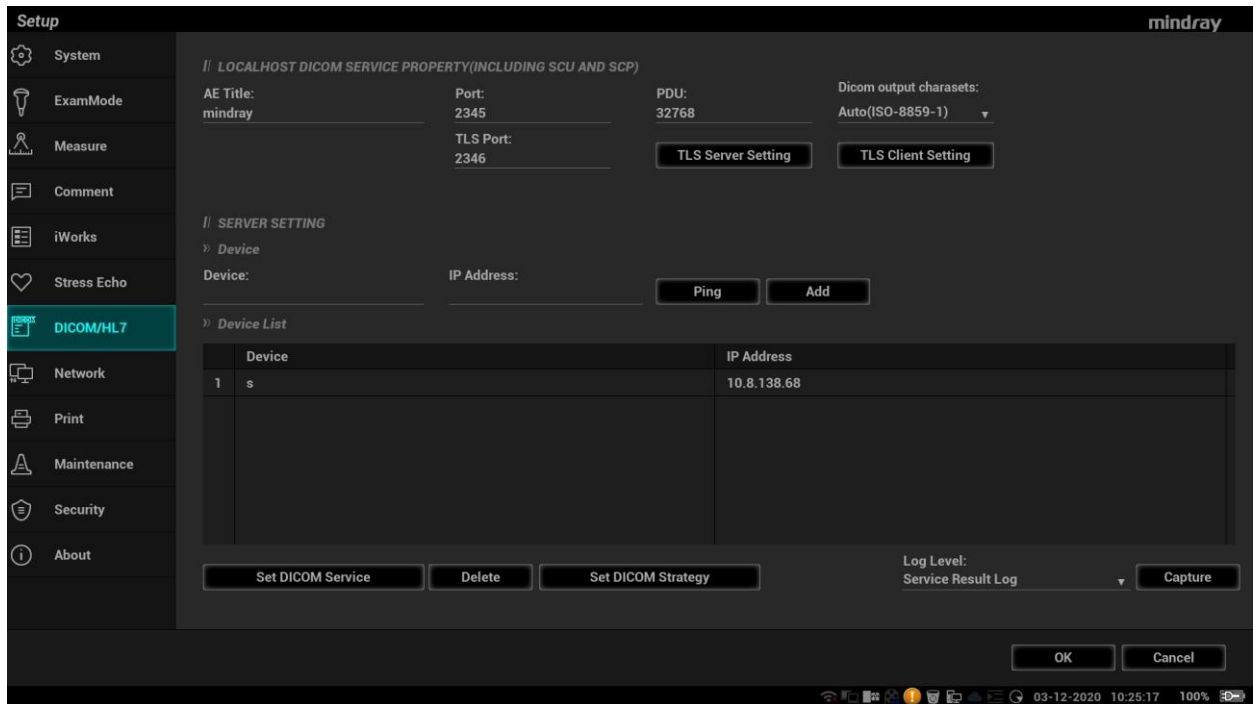 Setup
mindray
System
ExamMode
Measure
Comment
iWorks
Stress Echo
DICOM/HL7
Network
Print
Maintenance
Security
About
// LOCALHOST DICOM SERVICE PROPERTY(INCLUDING SCU AND SCP)
AE Title: Port: PDU: Dicom output charasets:
mindray 2345 32768 Auto(ISO-8859-1)
TLS Port:
2346 TLS Server Setting TLS Client Setting
// SERVER SETTING
» Device
Device: IP Address:
Ping Add
» Device List
Device IP Address
1 s 10.8.138.68
Log Level:
Set DICOM Service Delete Set DICOM Strategy Service Result Log Capture
OK Cancel
03-12-2020 10:25:17 100%